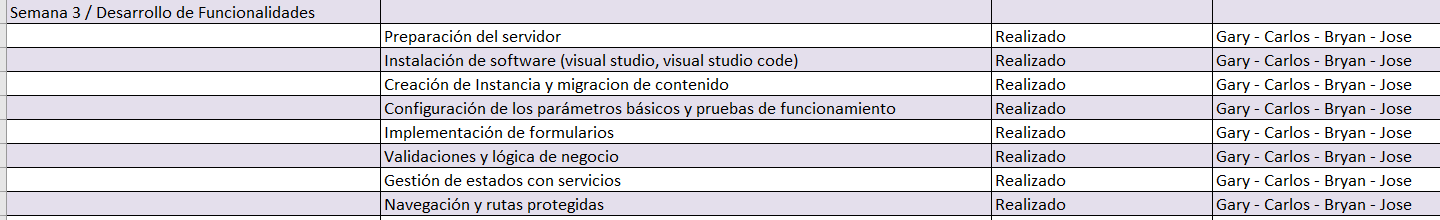 Semana 3 / Desarrollo de Funcionalidades
Preparación del servidor Realizado Gary - Carlos - Bryan - Jose
Instalación de software (visual studio, visual studio code) Realizado Gary - Carlos - Bryan - Jose
Creación de Instancia y migracion de contenido Realizado Gary - Carlos - Bryan - Jose
Configuración de los parámetros básicos y pruebas de funcionamiento Realizado Gary - Carlos - Bryan - Jose
Implementación de formularios Realizado Gary - Carlos - Bryan - Jose
Validaciones y lógica de negocio Realizado Gary - Carlos - Bryan - Jose
Gestión de estados con servicios Realizado Gary - Carlos - Bryan - Jose
Navegación y rutas protegidas Realizado Gary - Carlos - Bryan - Jose